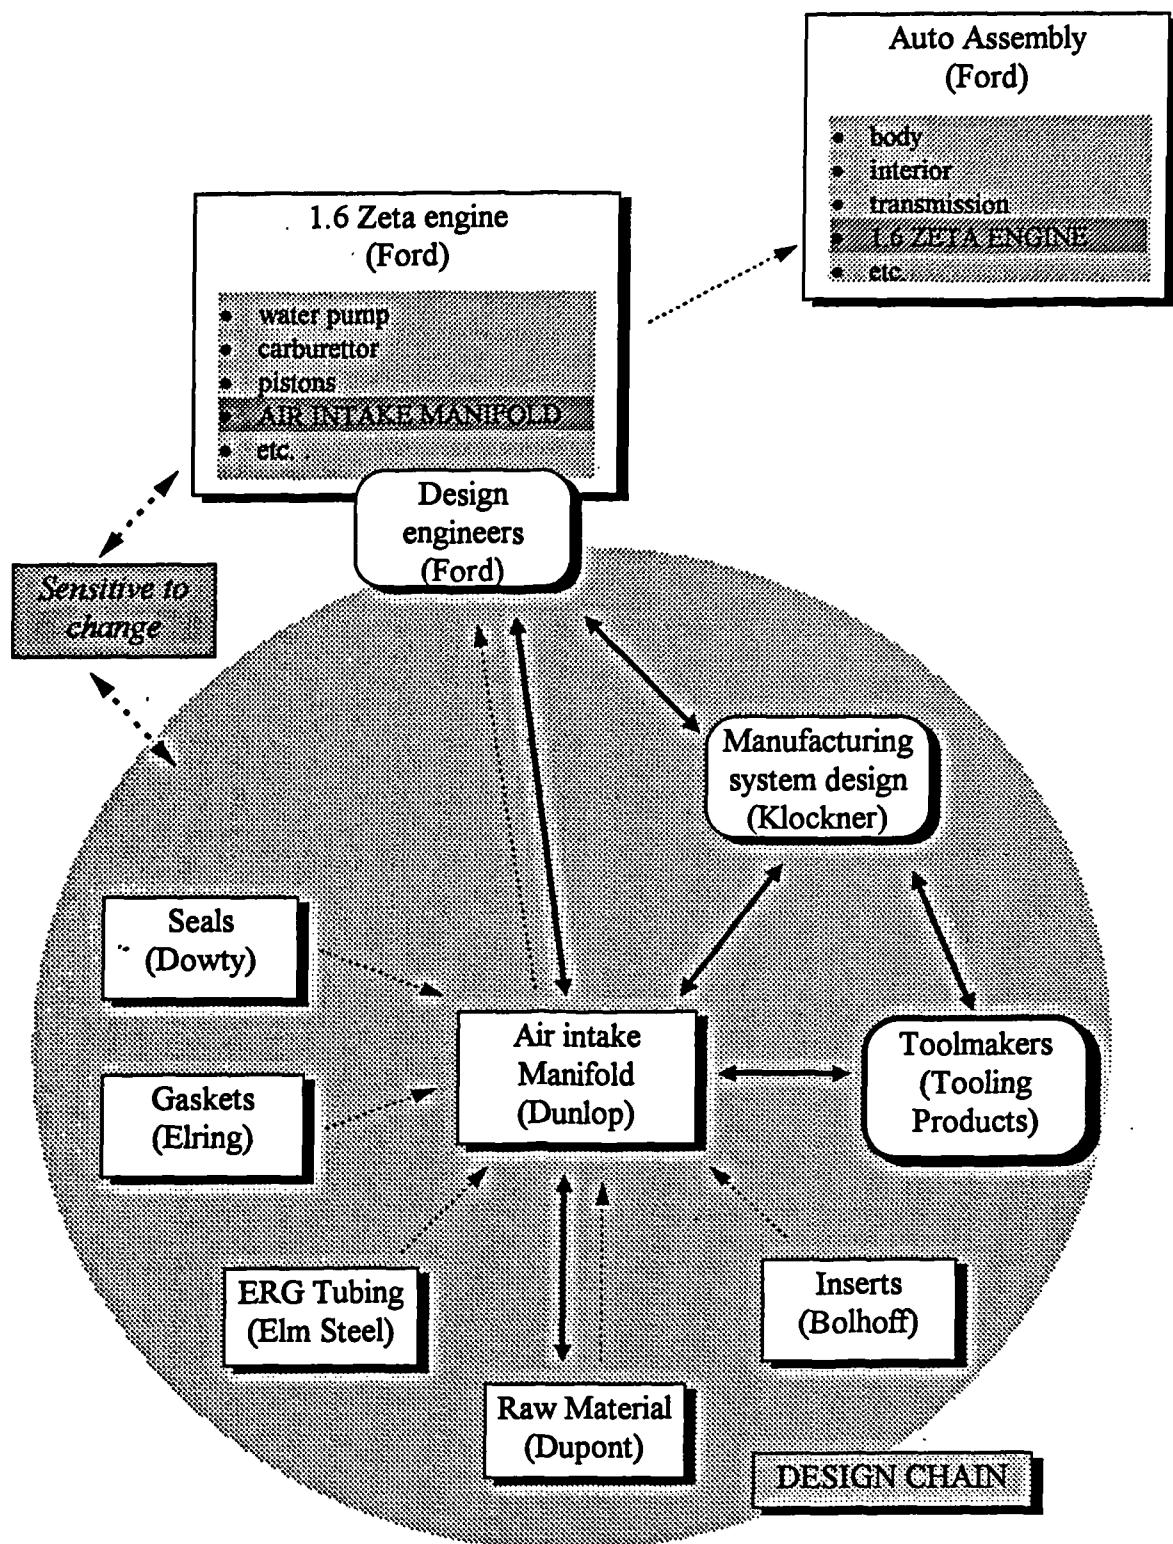 Auto Assembly
(Ford)
• body
• interior
• transmission
• 1.6 ZETA ENGINE
• etc.
1.6 Zeta engine
(Ford)
• water pump
• carburettor
• pistons
• AIR INTAKE MANIFOLD
• etc.
Design
engineers
(Ford)
Sensitive to
change
Manufacturing
system design
(Klockner)
Seals
(Dowty)
Air intake
Manifold
(Dunlop)
Toolmakers
(Tooling
Products)
Gaskets
(Elring)
ERG Tubing
(Elm Steel)
Inserts
(Bolhoff)
Raw Material
(Dupont)
DESIGN CHAIN